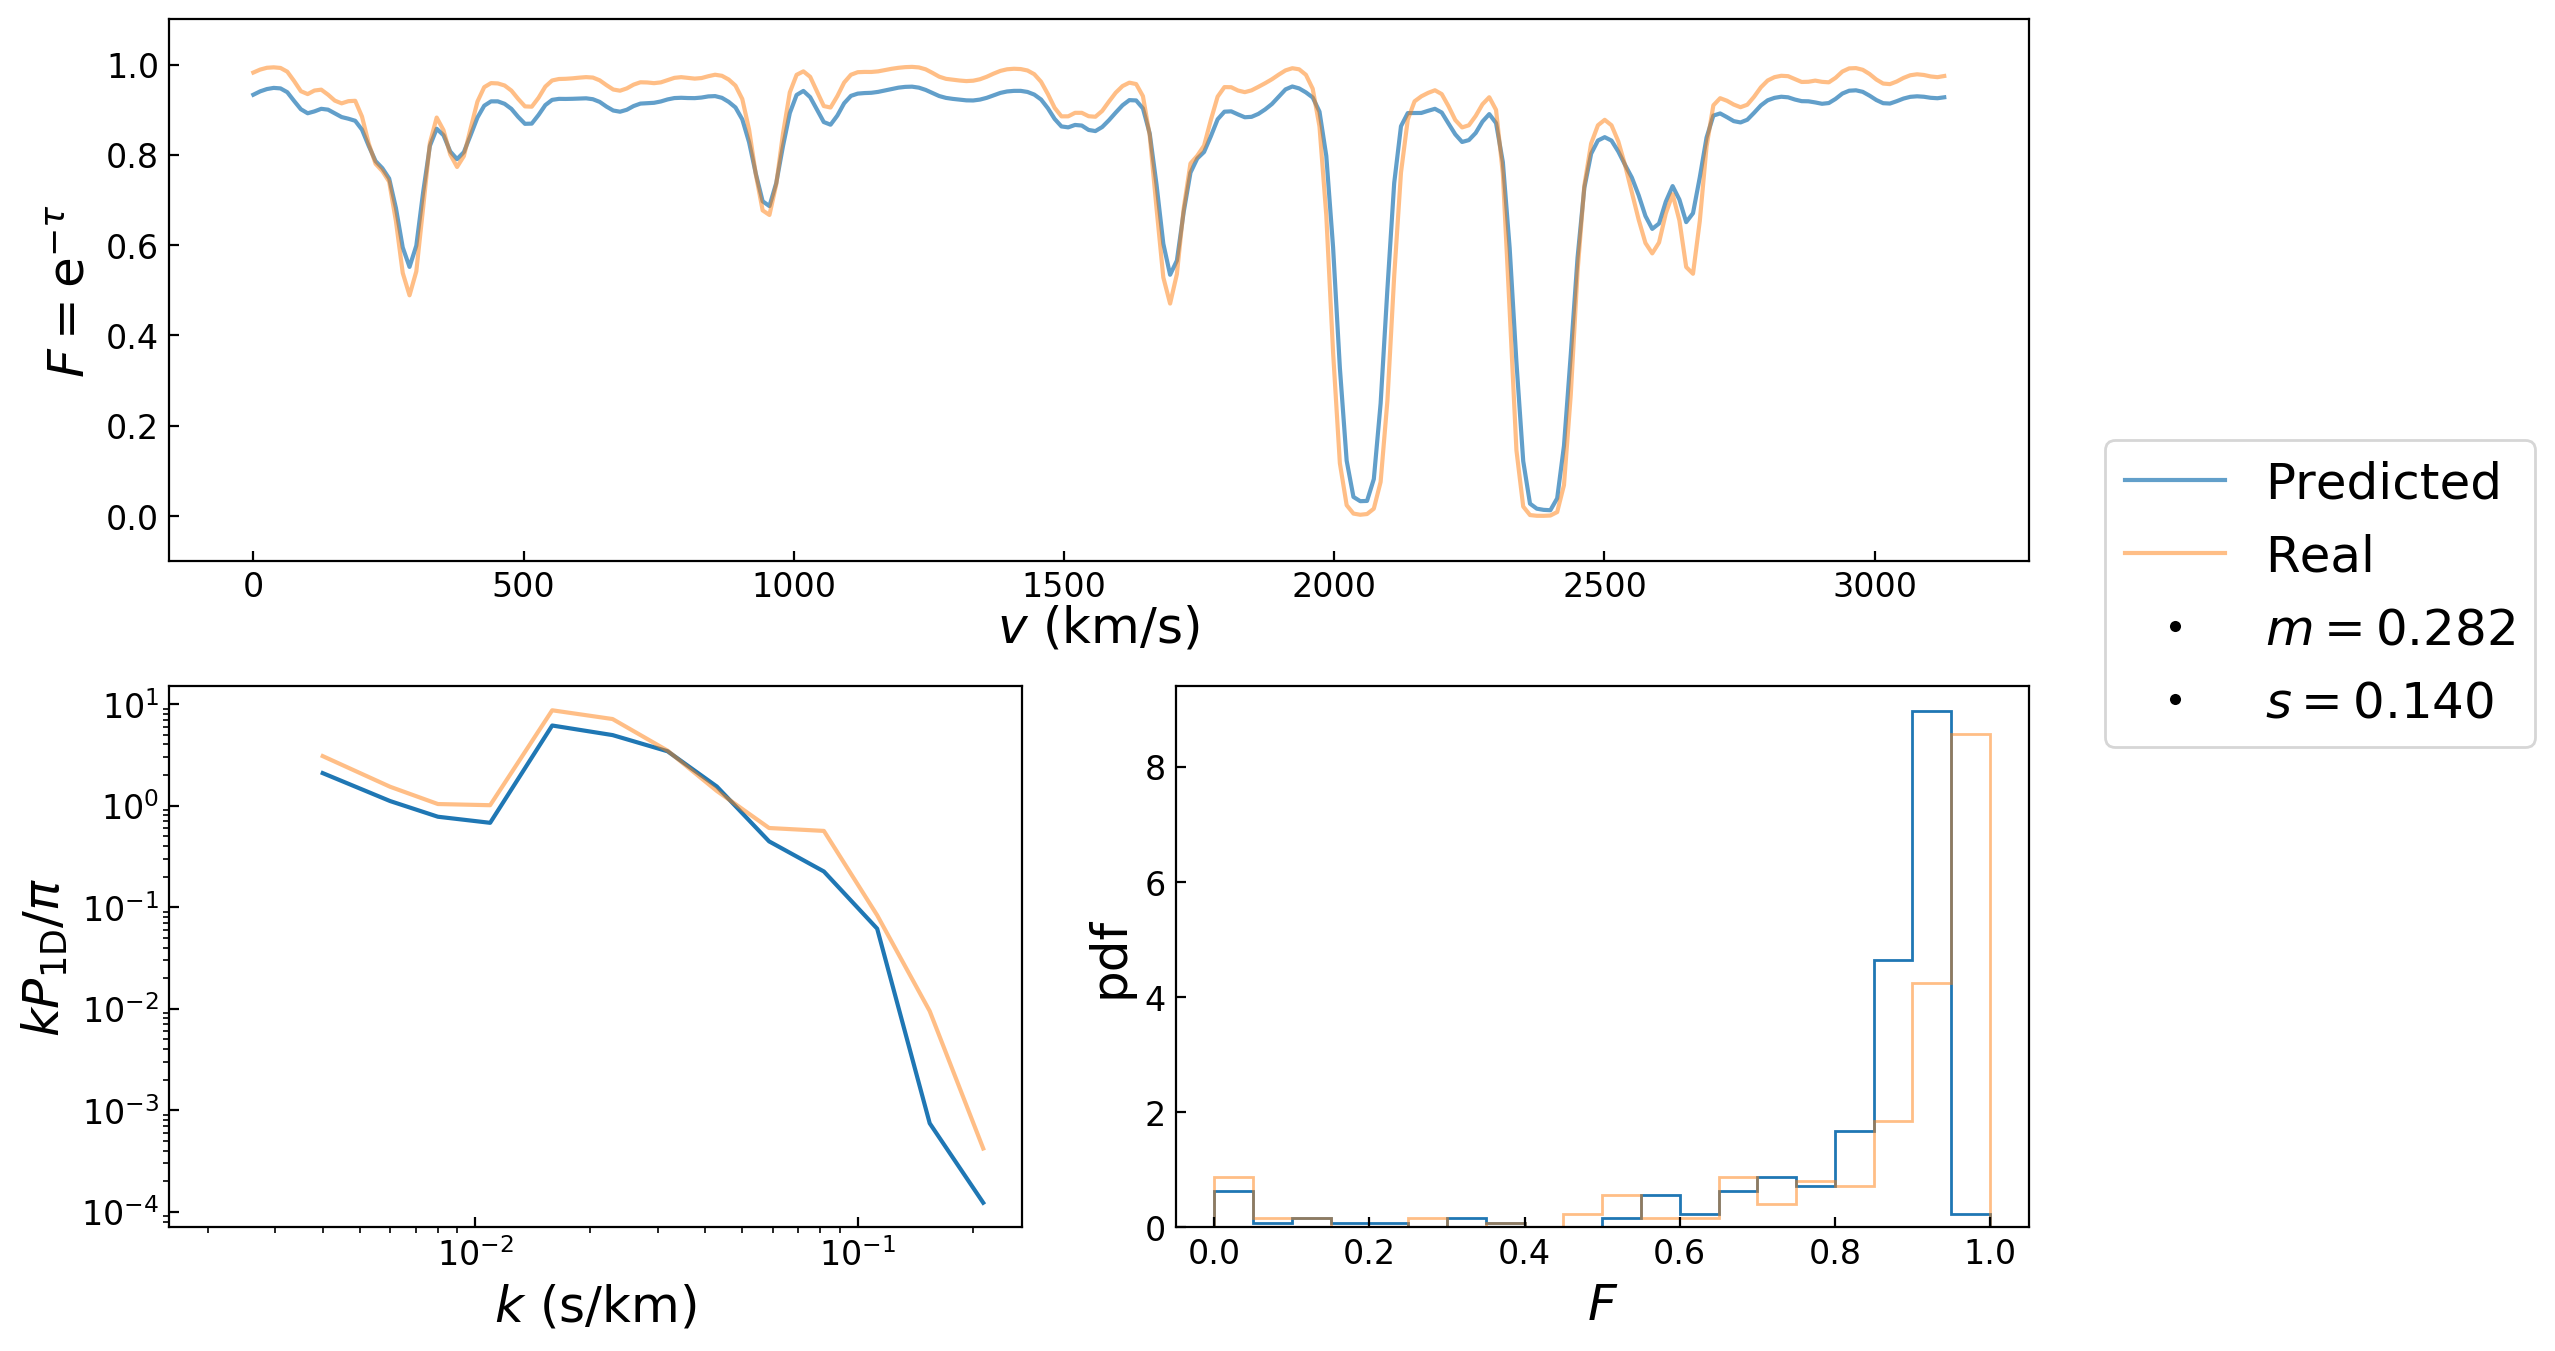 1.0
0.8
0.6
0.4
0.2
0.0
F = e^{−τ}
0 500 1000 1500 2000 2500 3000
v (km/s)
Predicted
Real
m = 0.282
s = 0.140
10^1
10^0
10^{−1}
10^{−2}
10^{−3}
10^{−4}
kP_{1D}/π
10^{−2} 10^{−1}
k (s/km)
8
6
4
2
0
pdf
0.0 0.2 0.4 0.6 0.8 1.0
F